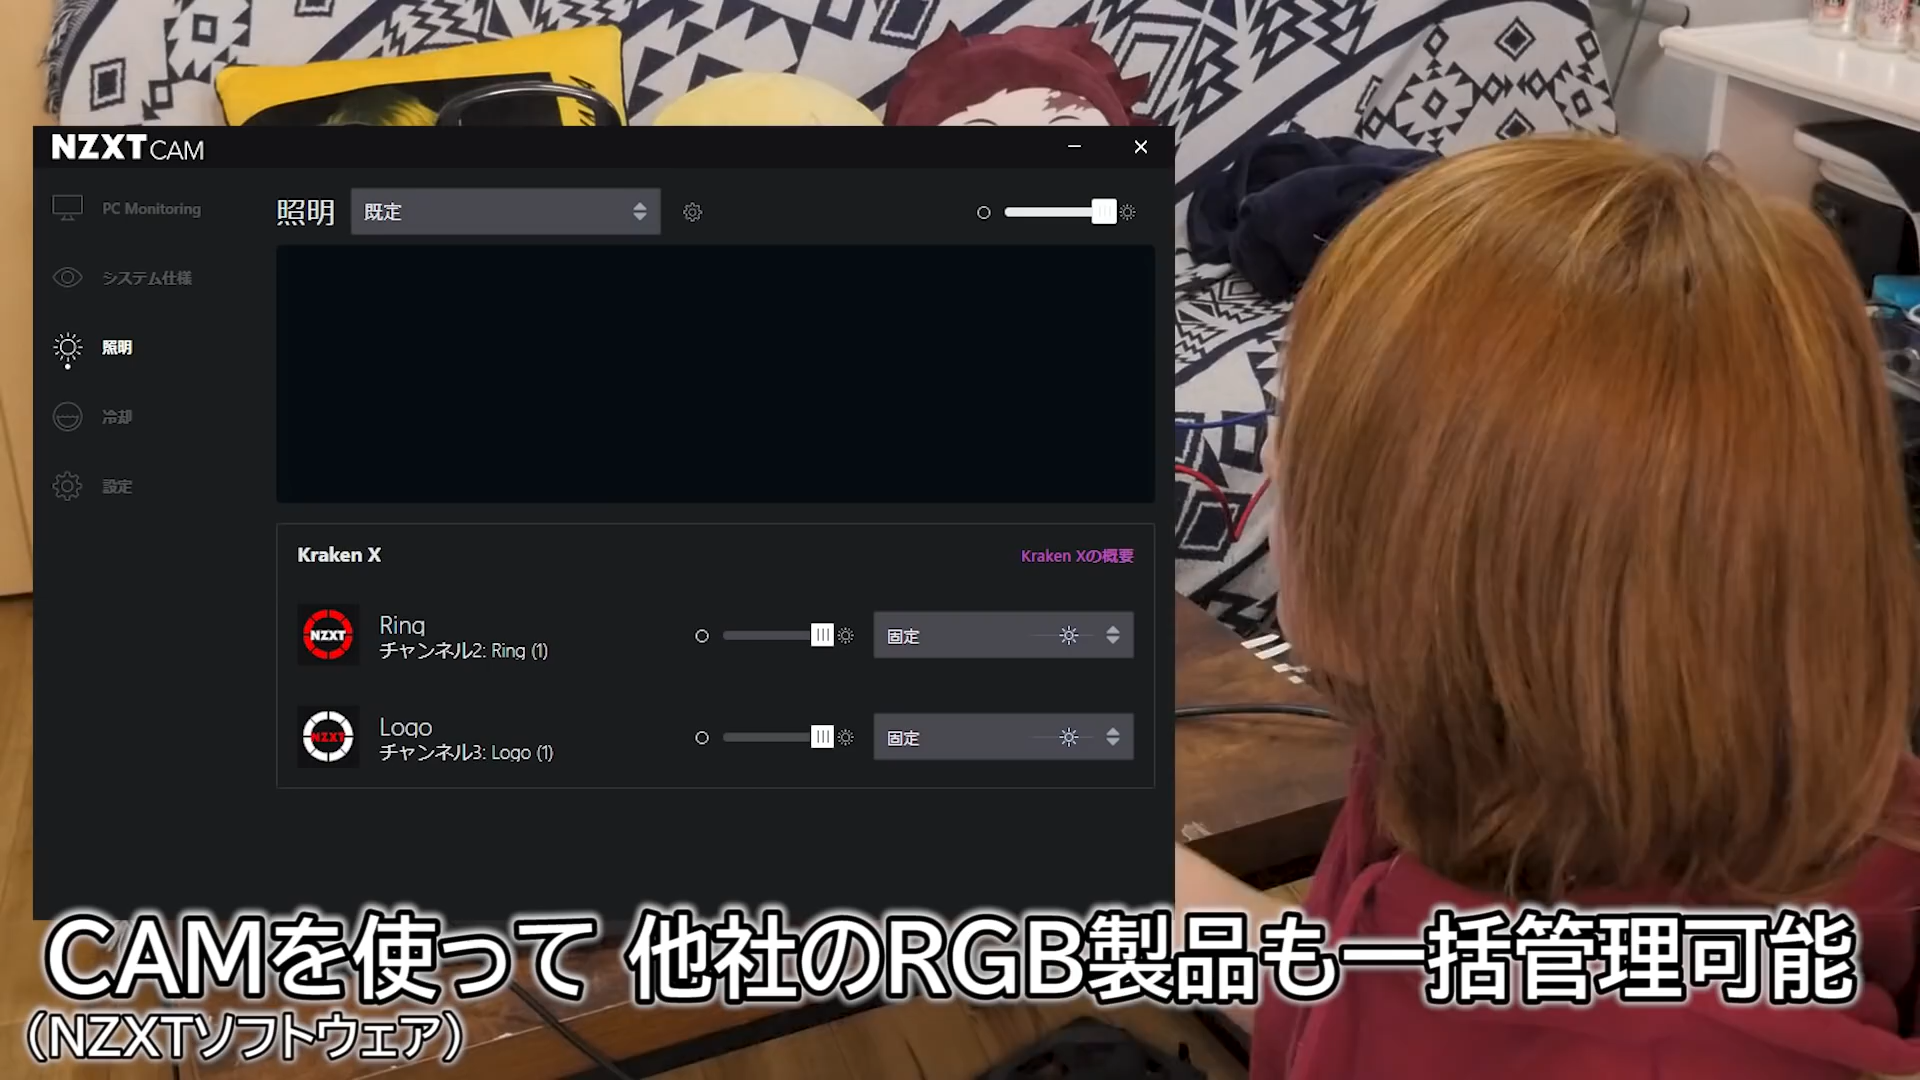 NZXT CAM
PC Monitoring
システム仕様
照明
冷却
設定
照明
既定
Kraken X
Kraken Xの概要
NZXT
Ring
チャンネル2: Ring (1)
固定
NZXT
Logo
チャンネル3: Logo (1)
固定
CAMを使って 他社のRGB製品も一括管理可能
(NZXTソフトウェア)